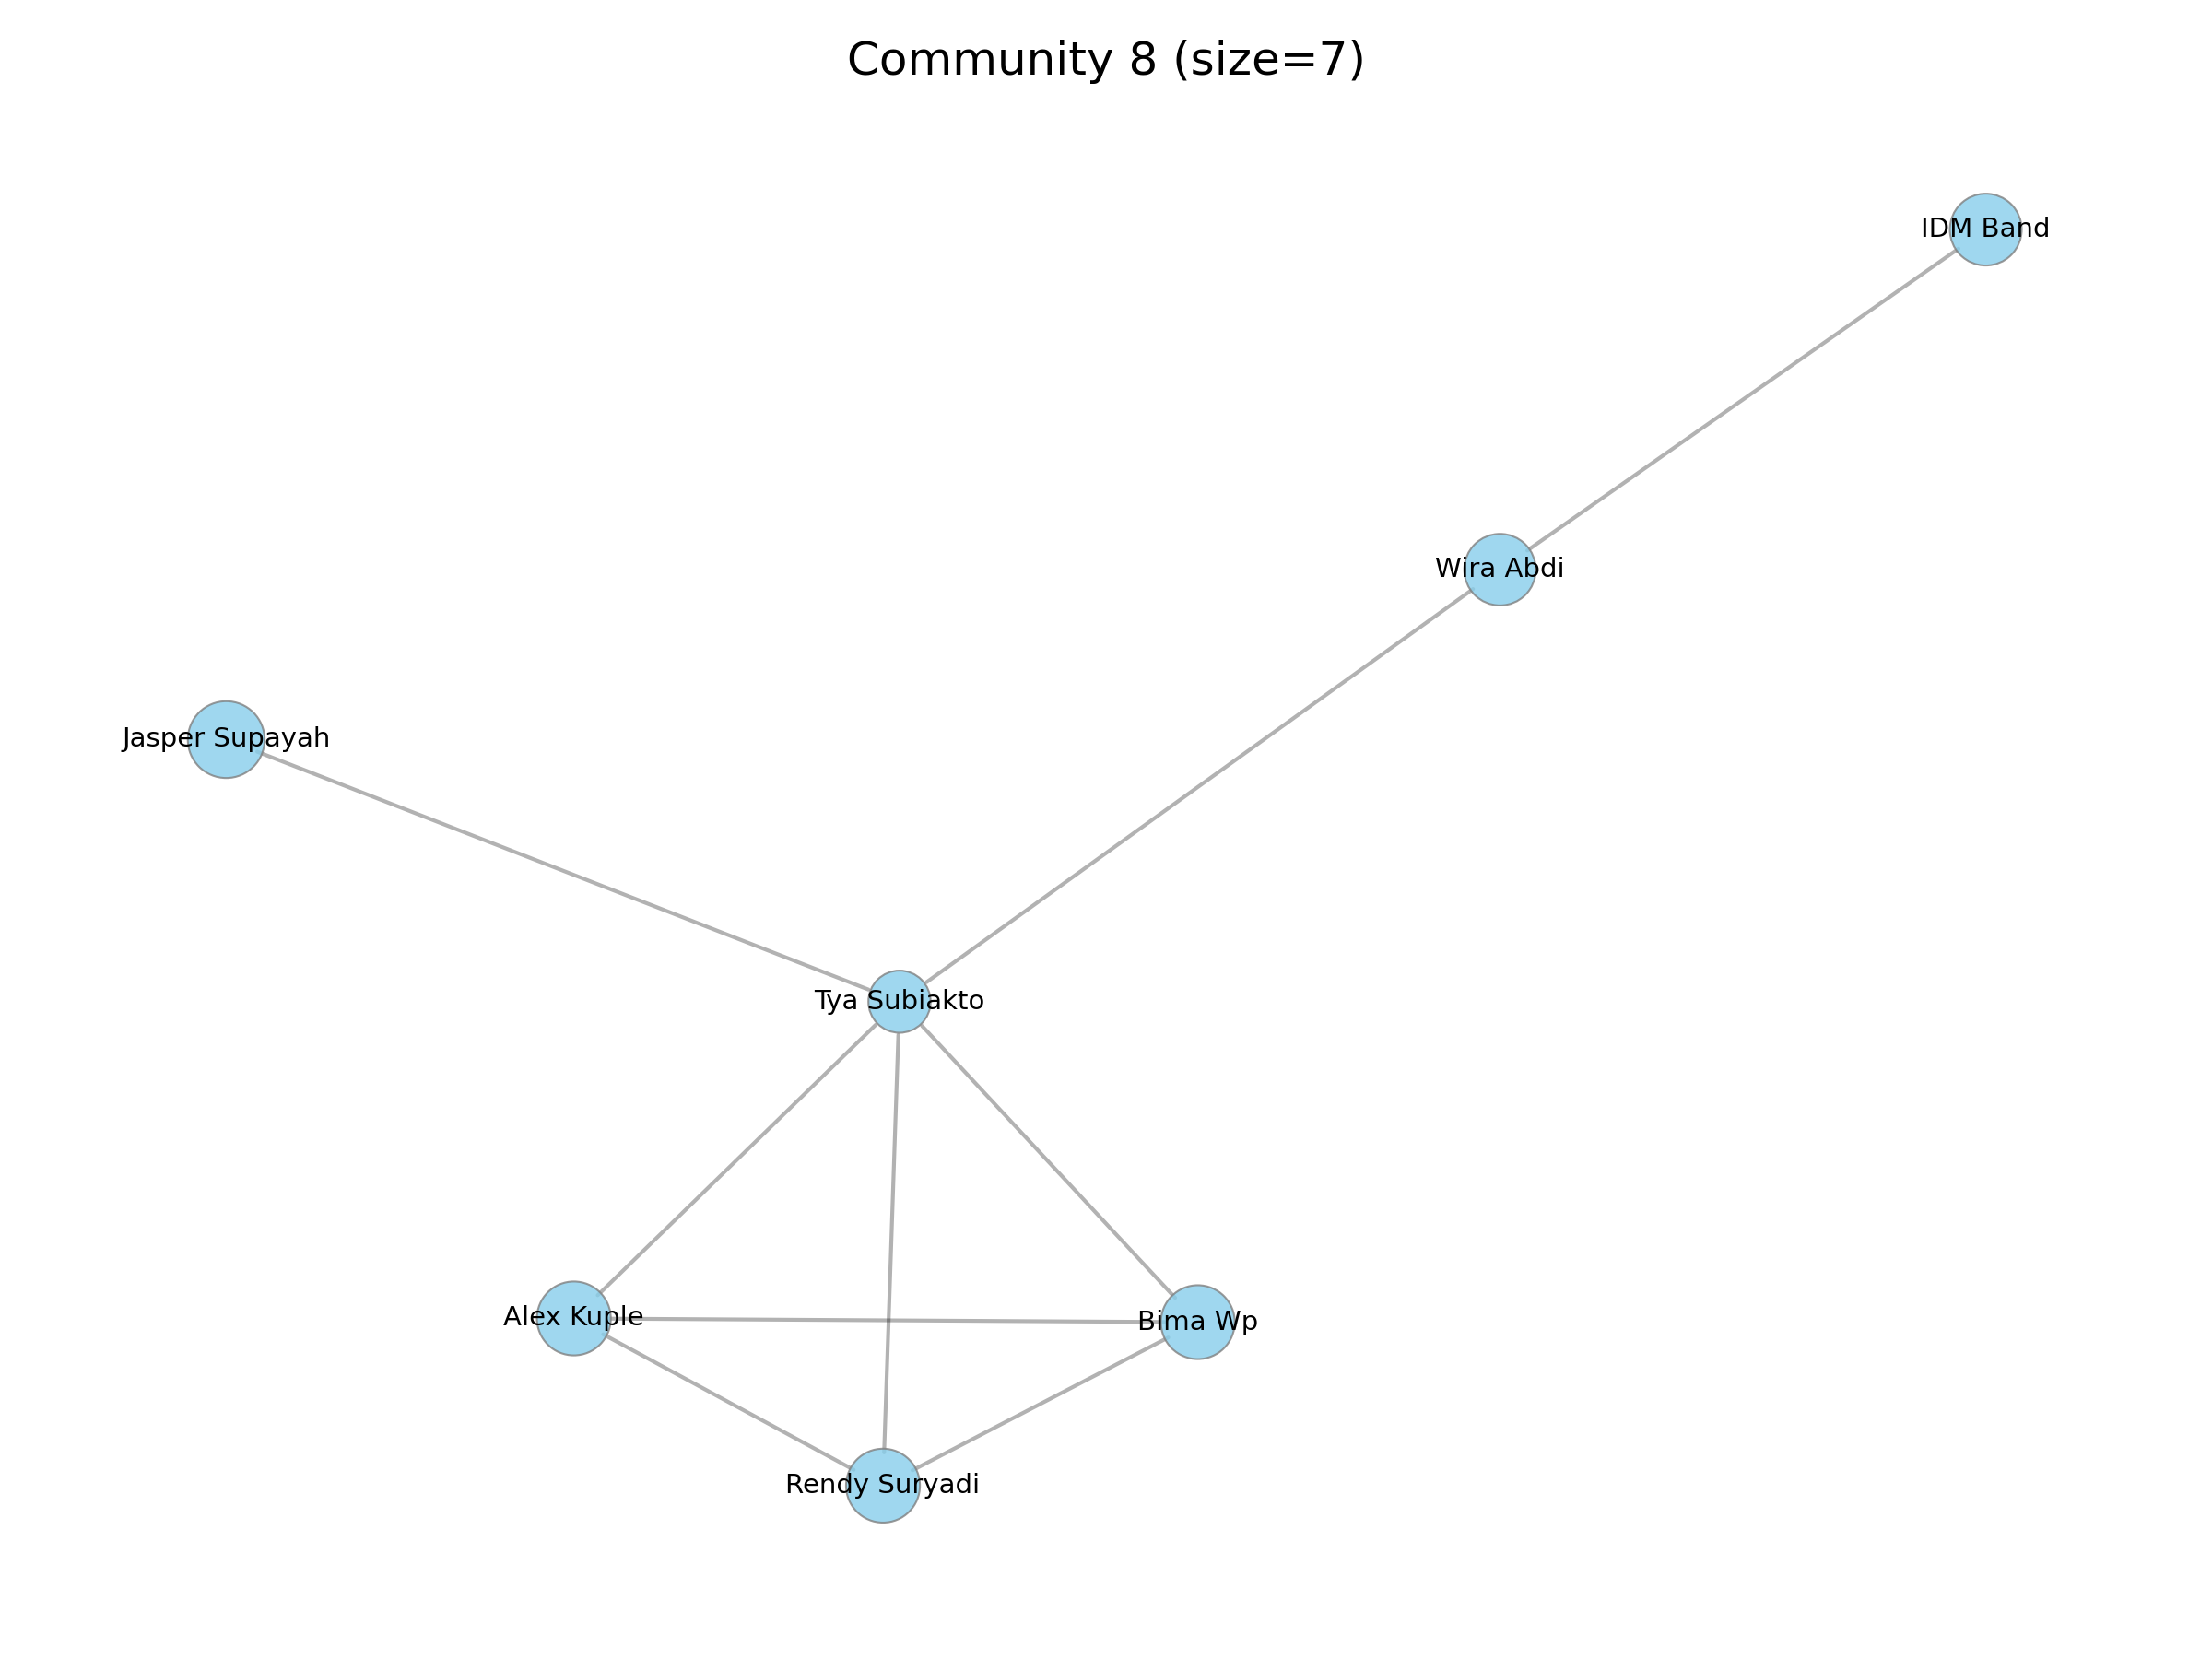 Community 8 (size=7)
IDM Band
Wira Abdi
Jasper Supayah
Tya Subiakto
Alex Kuple
Bima Wp
Rendy Suryadi